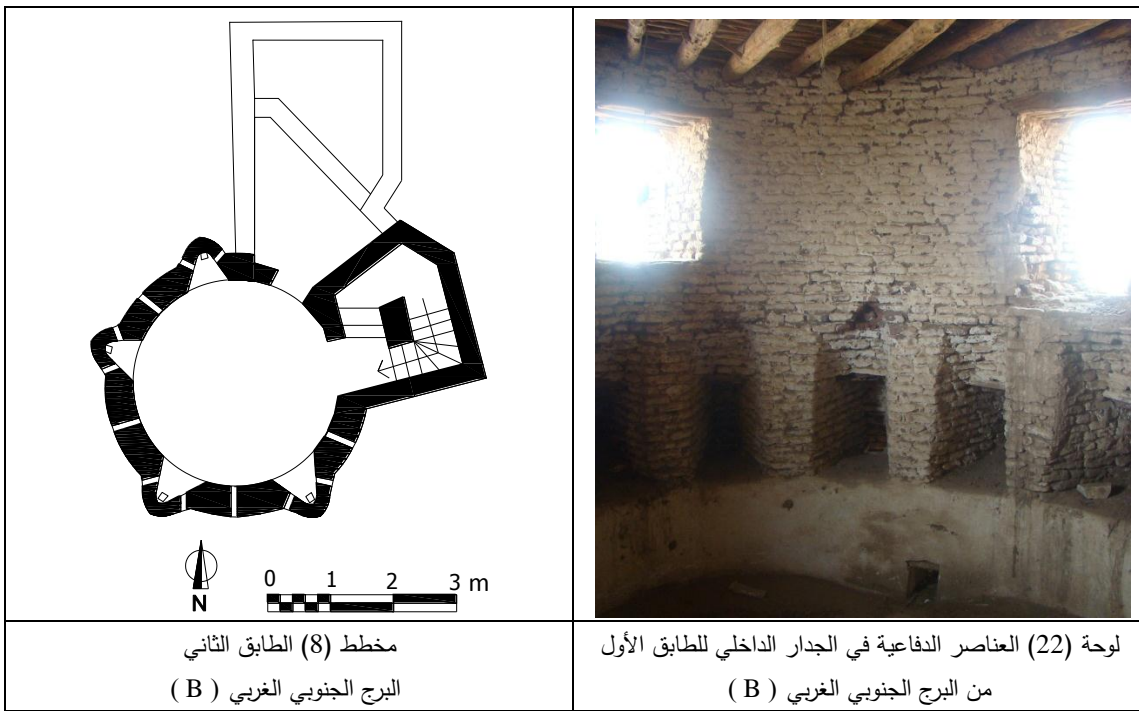 N
0 1 2 3 m
لوحة (22) العناصر الدفاعية في الجدار الداخلي للطابق الأول
من البرج الجنوبي الغربي ( B )
مخطط (8) الطابق الثاني
البرج الجنوبي الغربي ( B )